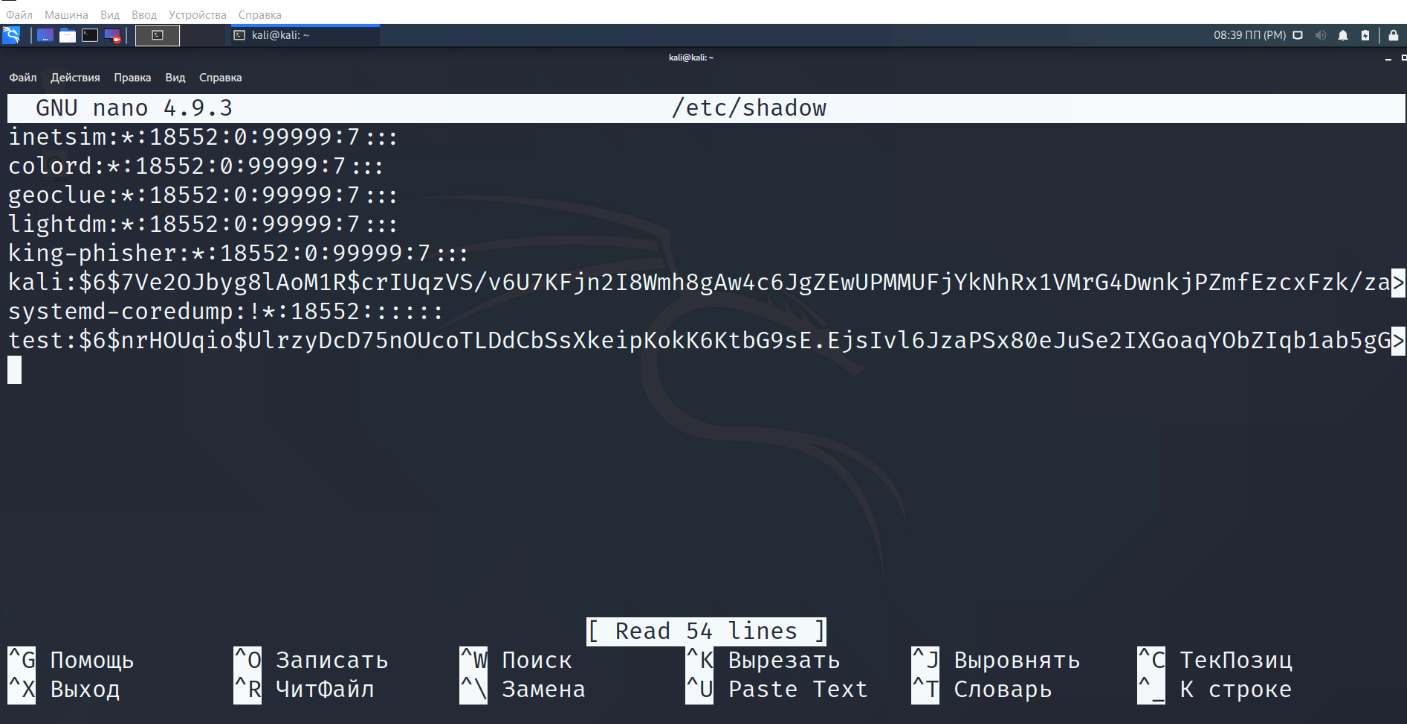 Файл Машина Вид Ввод Устройства Справка
kali@kali: ~ 08:39 ПП (PM)
kali@kali: ~
Файл Действия Правка Вид Справка
GNU nano 4.9.3 /etc/shadow
inetsim:*:18552:0:99999:7:::
colord:*:18552:0:99999:7:::
geoclue:*:18552:0:99999:7:::
lightdm:*:18552:0:99999:7:::
king-phisher:*:18552:0:99999:7:::
kali:$6$7Ve2OJbyg8lAoM1R$crIUqzVS/v6U7KFjn2I8Wmh8gAw4c6JgZEwUPMMUFjYkNhRx1VMrG4DwnkjPZmfEzcxFzk/za>
systemd-coredump:!*:18552::::::
test:$6$nrHOUqio$UlrzyDcD75nOUcoTLDdCbSsXkeipKokK6KtbG9sE.EjsIvl6JzaPSx80eJuSe2IXGoaqYObZIqb1ab5gG>
[ Read 54 lines ]
^G Помощь ^O Записать ^W Поиск ^K Вырезать ^J Выровнять ^C ТекПозиц
^X Выход ^R ЧитФайл ^\ Замена ^U Paste Text ^T Словарь ^_ К строке